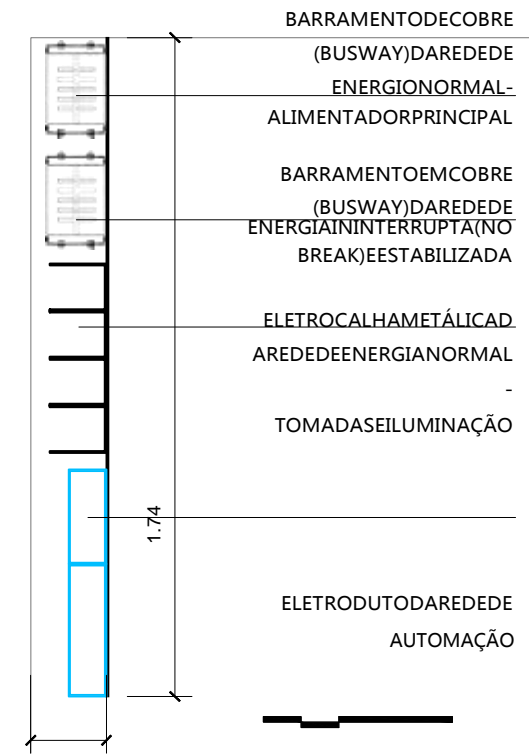 BARRAMENTODECOBRE
(BUSWAY)DAREDEDE
ENERGIONORMAL-
ALIMENTADORPRINCIPAL
BARRAMENTOEMCOBRE
(BUSWAY)DAREDEDE
ENERGIAININTERRUPTA(NO
BREAK)EESTABILIZADA
ELETROCALHAMETÁLICAD
AREDEDEENERGIANORMAL
-
TOMADASEILUMINAÇÃO
1.74
ELETRODUTODAREDEDE
AUTOMAÇÃO